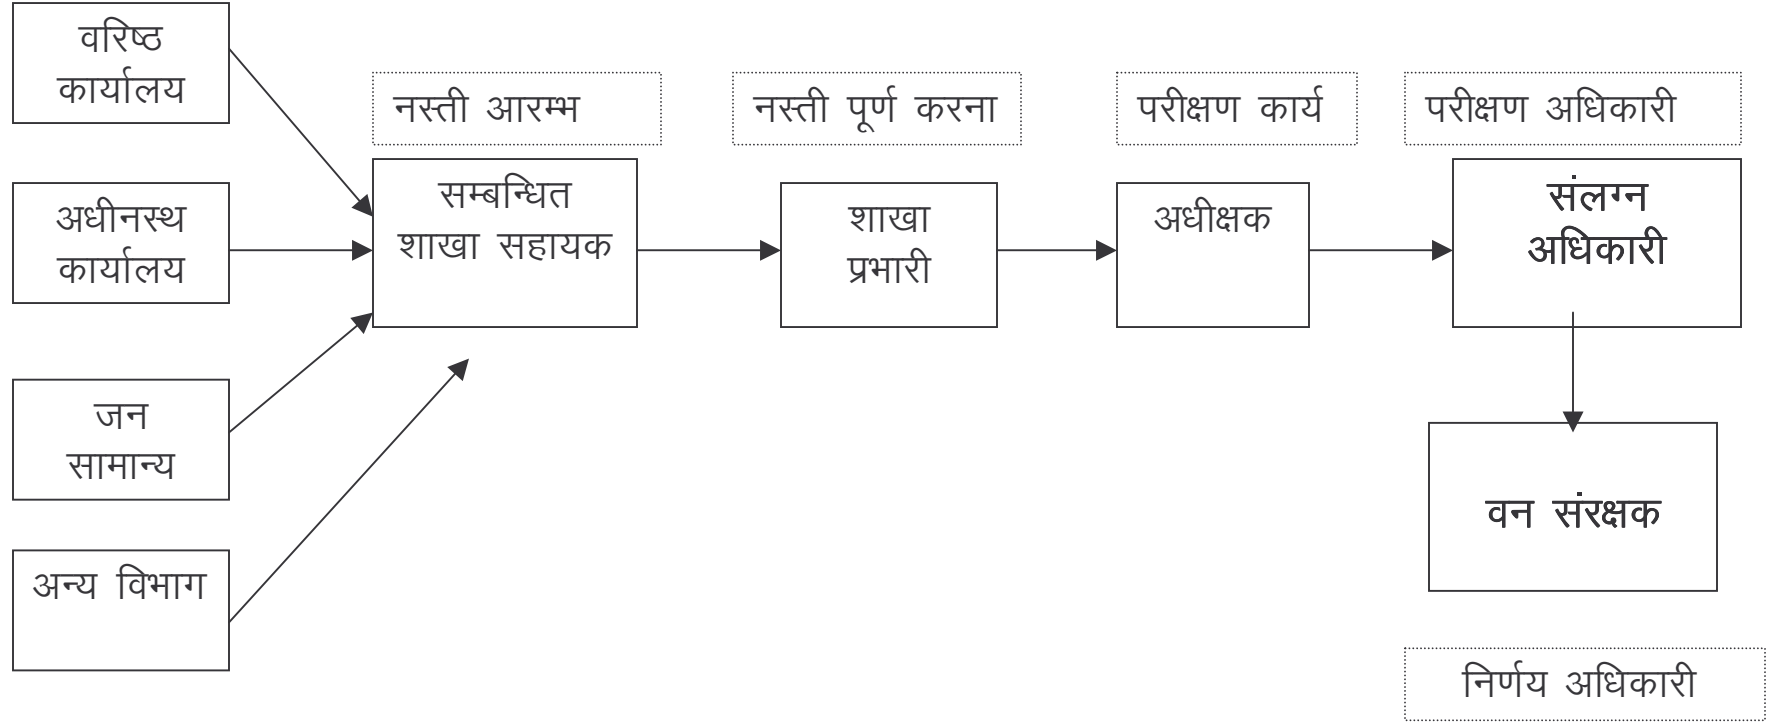 वरिष्ठ
कार्यालय
नस्ती आरम्भ
नस्ती पूर्ण करना
परीक्षण कार्य
परीक्षण अधिकारी
अधीनस्थ
कार्यालय
सम्बन्धित
शाखा सहायक
शाखा
प्रभारी
अधीक्षक
संलग्न
अधिकारी
जन
सामान्य
वन संरक्षक
अन्य विभाग
निर्णय अधिकारी